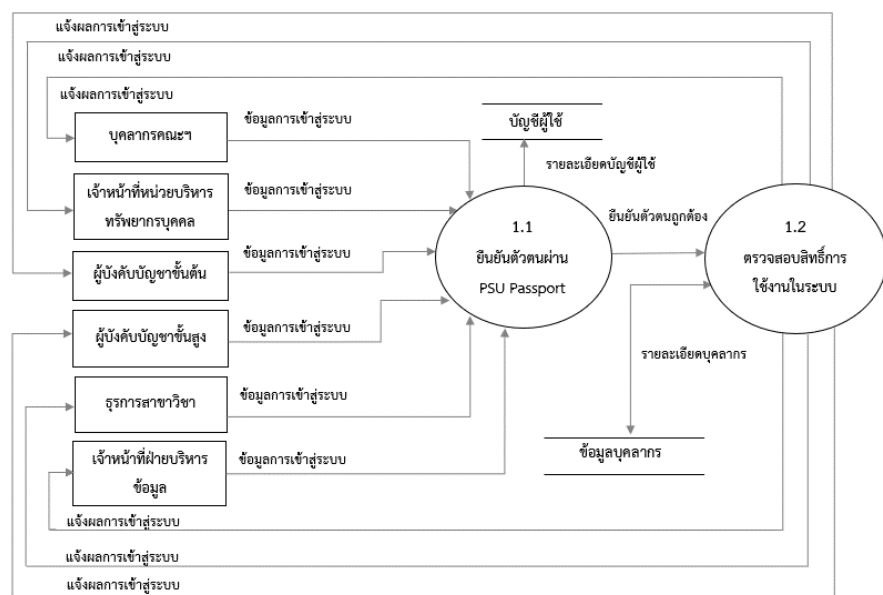 แจ้งผลการเข้าสู่ระบบ
แจ้งผลการเข้าสู่ระบบ
แจ้งผลการเข้าสู่ระบบ
บุคลากรคณะฯ
ข้อมูลการเข้าสู่ระบบ
บัญชีผู้ใช้
รายละเอียดบัญชีผู้ใช้
เจ้าหน้าที่หน่วยบริหาร
ทรัพยากรบุคคล
ข้อมูลการเข้าสู่ระบบ
1.1
ยืนยันตัวตนผ่าน
PSU Passport
ยืนยันตัวตนถูกต้อง
1.2
ตรวจสอบสิทธิ์การ
ใช้งานในระบบ
ผู้บังคับบัญชาขั้นต้น
ข้อมูลการเข้าสู่ระบบ
ผู้บังคับบัญชาขั้นสูง
ข้อมูลการเข้าสู่ระบบ
รายละเอียดบุคลากร
ธุรการสาขาวิชา
ข้อมูลการเข้าสู่ระบบ
เจ้าหน้าที่ฝ่ายบริหาร
ข้อมูล
ข้อมูลการเข้าสู่ระบบ
ข้อมูลบุคลากร
แจ้งผลการเข้าสู่ระบบ
แจ้งผลการเข้าสู่ระบบ
แจ้งผลการเข้าสู่ระบบ